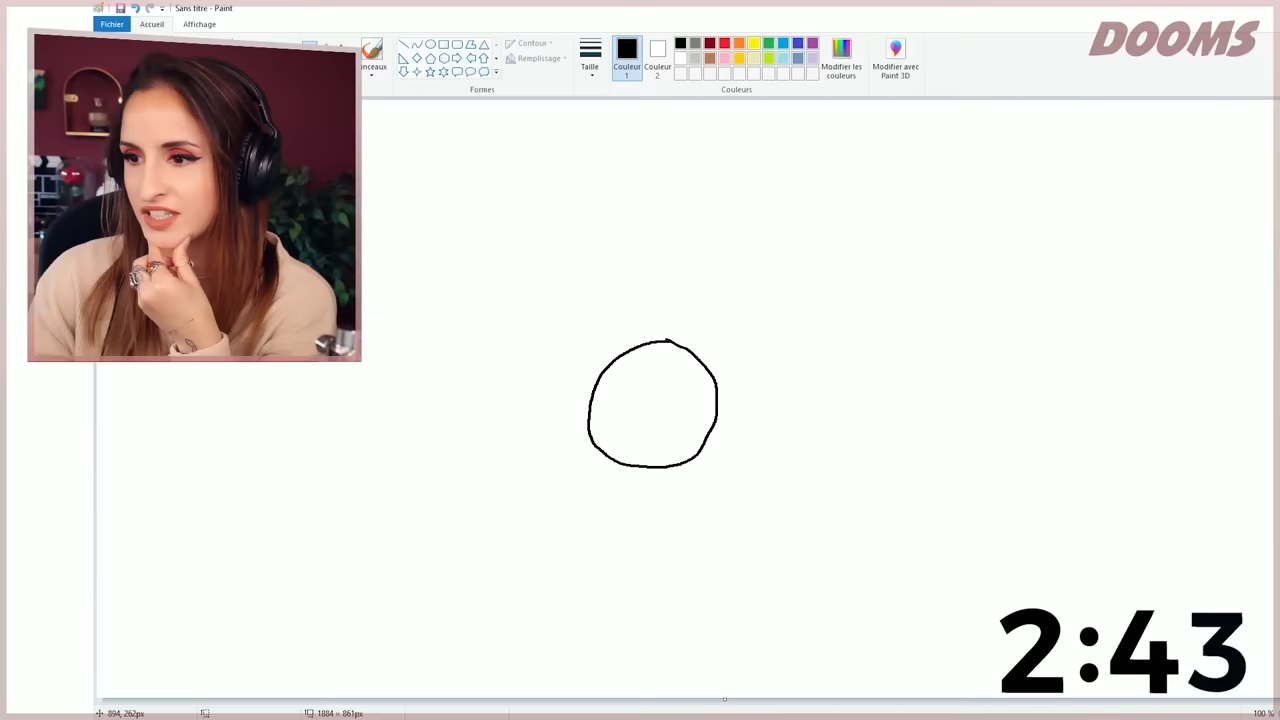 Sans titre - Paint
Fichier Accueil Affichage
DOOMS
Contour
Remplissage
Taille
Couleur
1
Couleur
2
Modifier les
couleurs
Modifier avec
Paint 3D
Formes
Couleurs
2:43
894, 262px
1884 × 861px
100 %